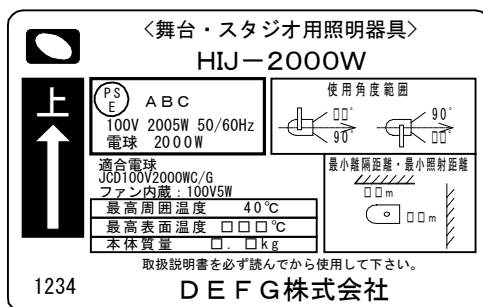 〈舞台・スタジオ用照明器具〉
HIJ－2000W
上
PS
E
ABC
100V 2005W 50/60Hz
電球 2000W
使用角度範囲
□□°
90°
90°
□□°
適合電球
JCD100V2000WC/G
ファン内蔵：100V5W
最高周囲温度 40℃
最高表面温度 □□□℃
本体質量 □．□kg
最小離隔距離・最小照射距離
□□m
□□m
取扱説明書を必ず読んでから使用して下さい。
1234
DEFG株式会社